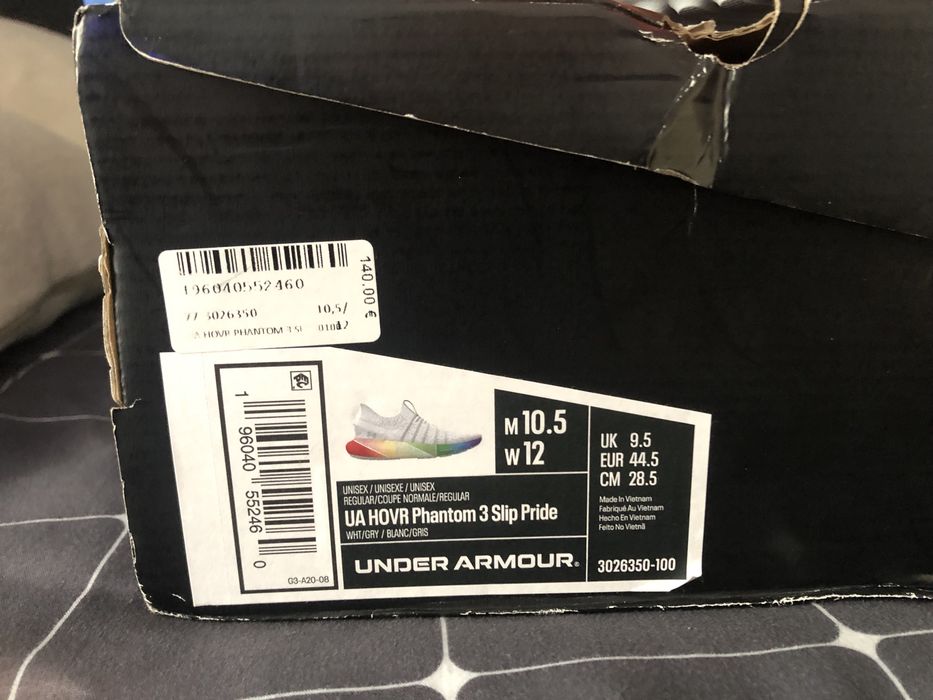 196040552460
77 3026350 10,5/
A HOVR PHANTOM 3 SL 12
140.00 €
1 96040 55246 0
G3-A20-0B
M 10.5
W 12
UNISEX / UNISEXE / UNISEX
REGULAR/COUPE NORMALE/REGULAR
UA HOVR Phantom 3 Slip Pride
WHT/GRY / BLANC/GRIS
UNDER ARMOUR®
UK 9.5
EUR 44.5
CM 28.5
Made In Vietnam
Fabriqué Au Vietnam
Hecho En Vietnam
Feito No Vietnã
3026350-100